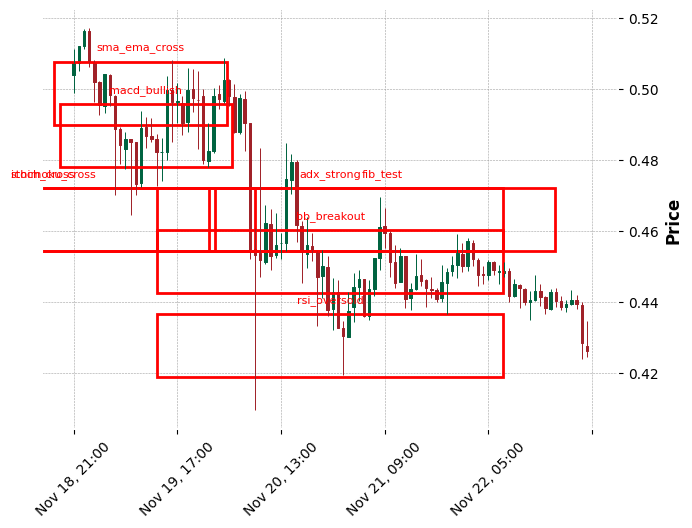 0.52
sma_ema_cross
0.50
macd_bullish
0.48
adx_strong
fib_test
bb_breakout
0.46
Price
rsi_oversold
0.44
0.42
Nov 18, 21:00
Nov 19, 17:00
Nov 20, 13:00
Nov 21, 09:00
Nov 22, 05:00